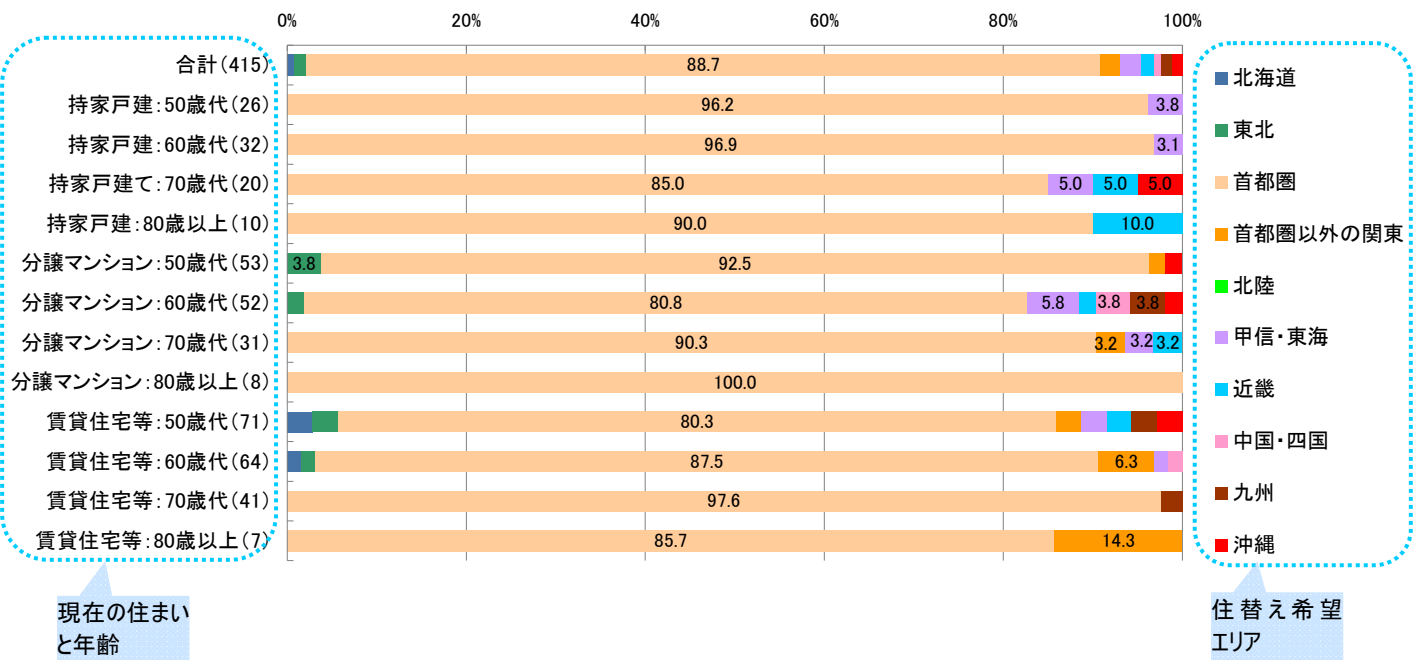 0% 20% 40% 60% 80% 100%
合計(415) 88.7
持家戸建:50歳代(26) 96.2 3.8
持家戸建:60歳代(32) 96.9 3.1
持家戸建て:70歳代(20) 85.0 5.0 5.0 5.0
持家戸建:80歳以上(10) 90.0 10.0
分譲マンション:50歳代(53) 3.8 92.5
分譲マンション:60歳代(52) 80.8 5.8 3.8 3.8
分譲マンション:70歳代(31) 90.3 3.2 3.2 3.2
分譲マンション:80歳以上(8) 100.0
賃貸住宅等:50歳代(71) 80.3
賃貸住宅等:60歳代(64) 87.5 6.3
賃貸住宅等:70歳代(41) 97.6
賃貸住宅等:80歳以上(7) 85.7 14.3
現在の住まい
と年齢
北海道
東北
首都圏
首都圏以外の関東
北陸
甲信・東海
近畿
中国・四国
九州
沖縄
住替え希望
エリア